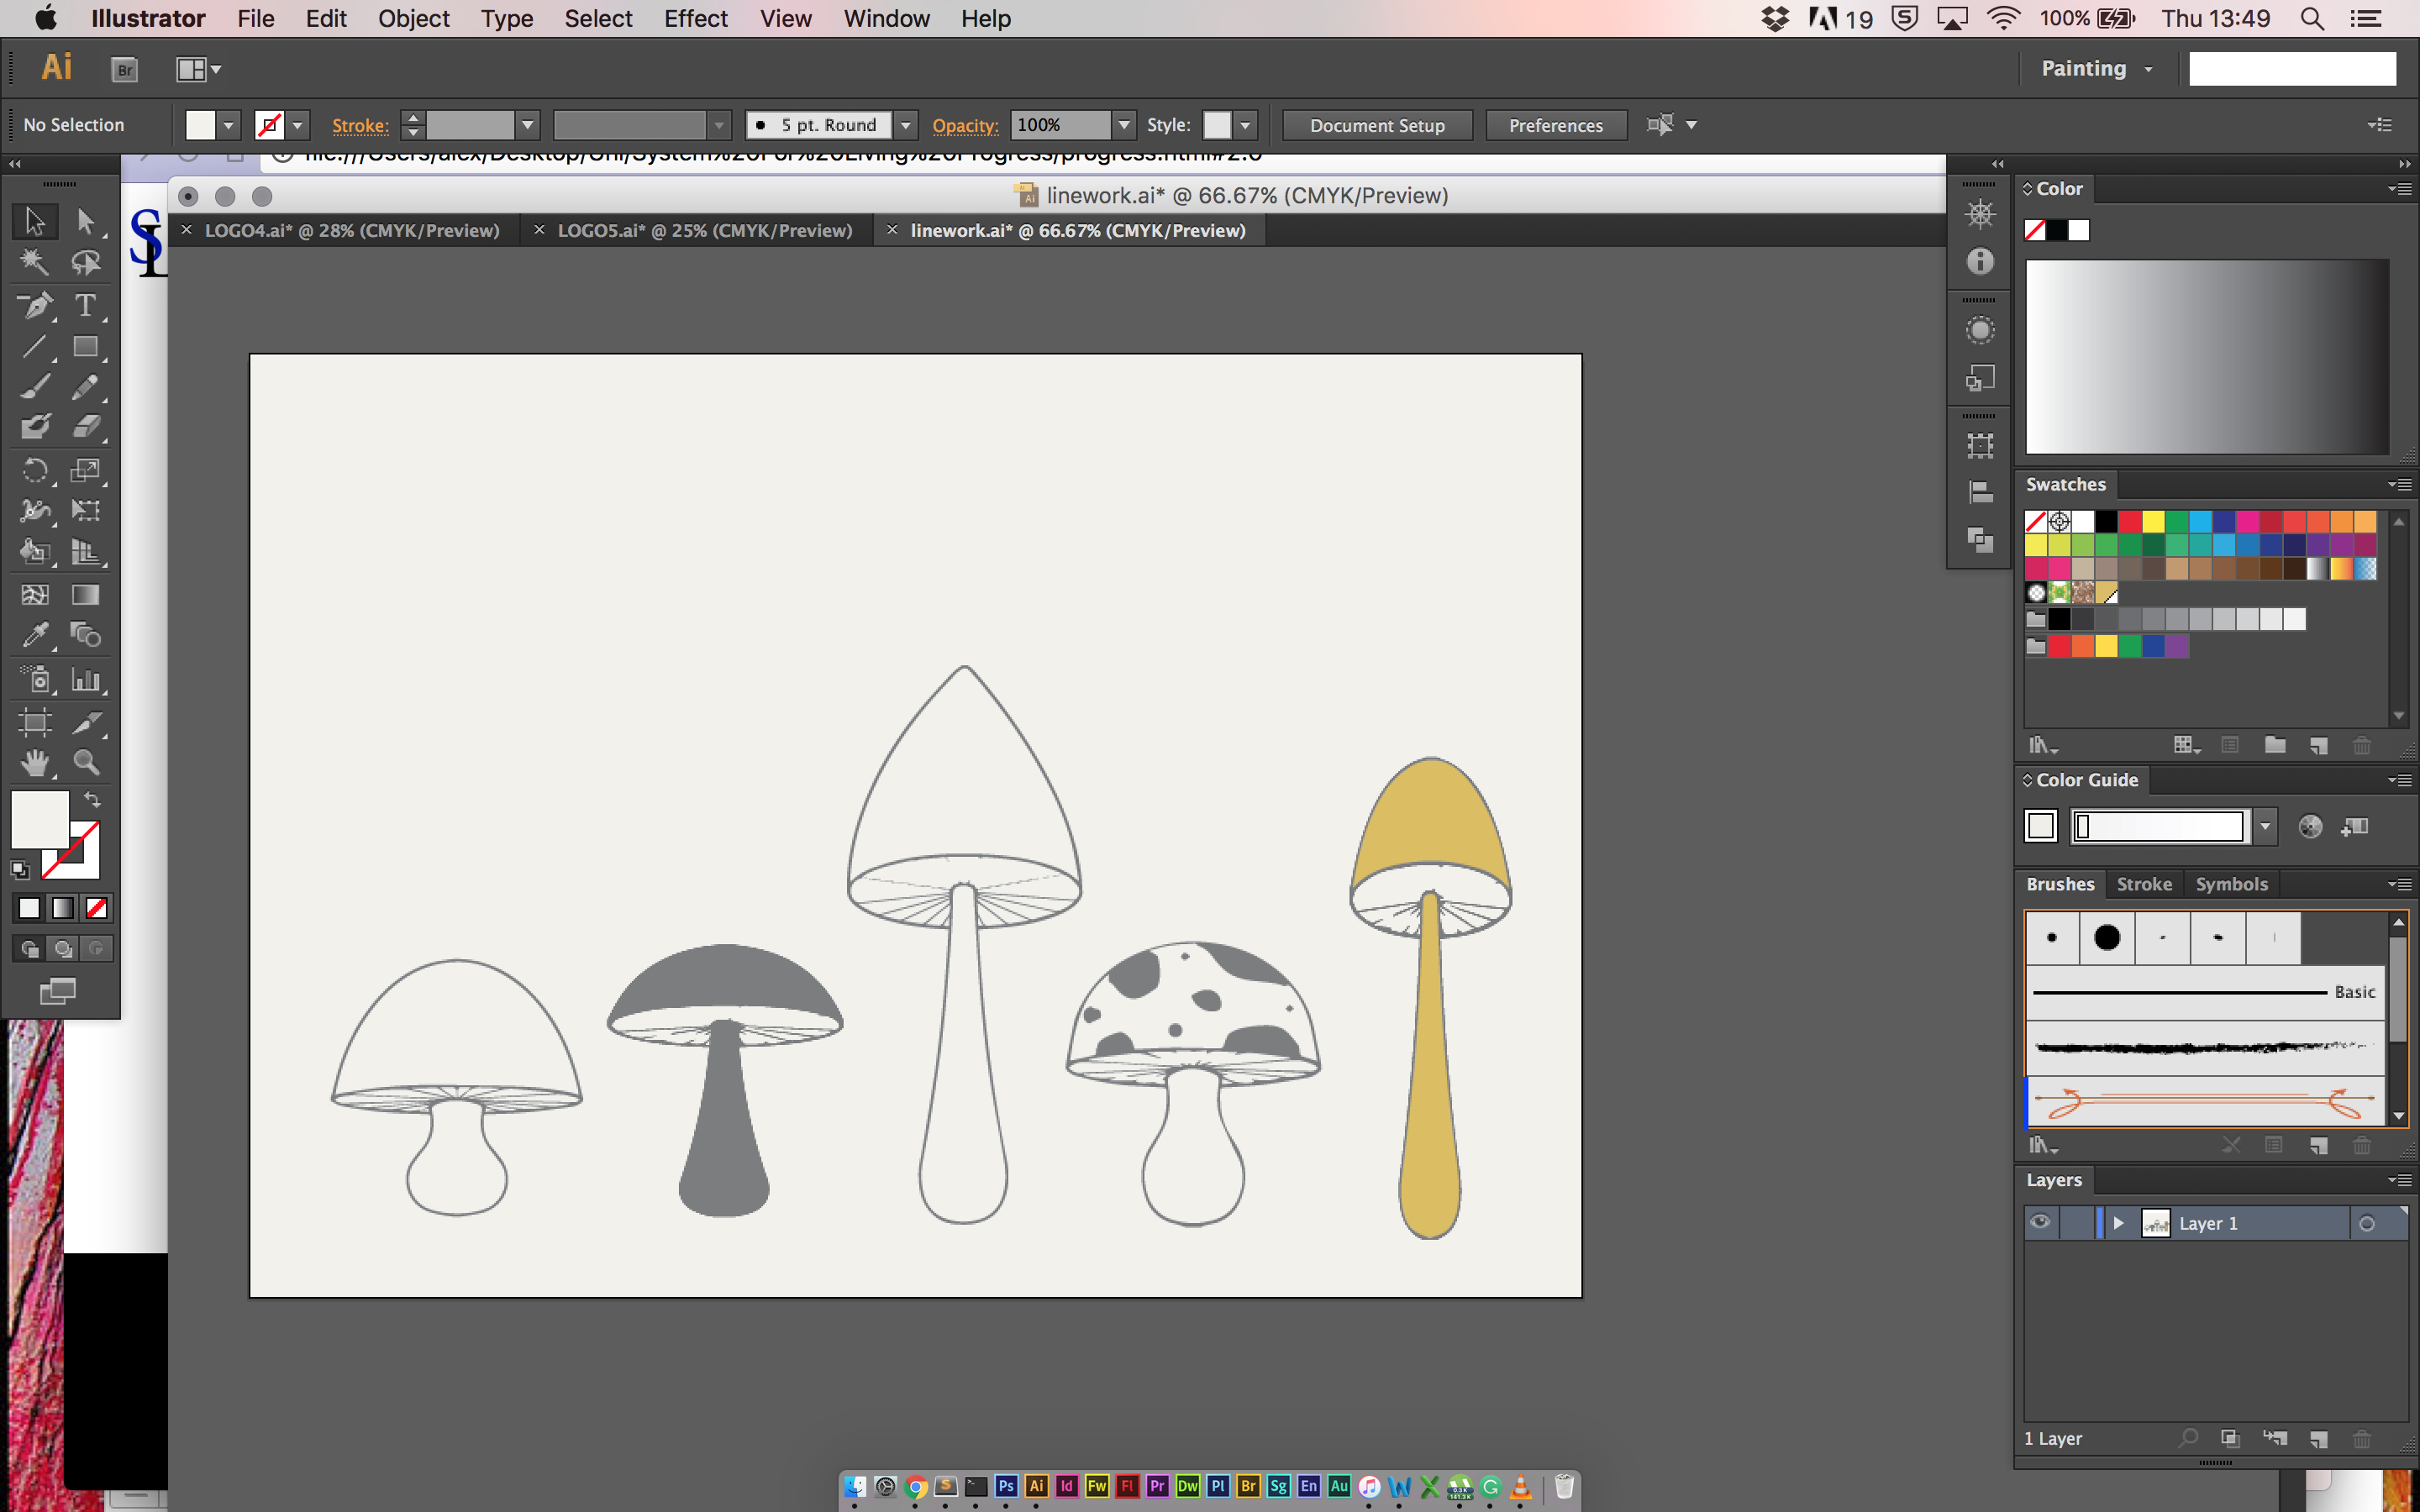 Illustrator File Edit Object Type Select Effect View Window Help 19 100% Thu 13:49
Ai Br Painting
No Selection Stroke: 5 pt. Round Opacity: 100% Style: Document Setup Preferences
linework.ai* @ 66.67% (CMYK/Preview)
LOGO4.ai* @ 28% (CMYK/Preview) LOGO5.ai* @ 25% (CMYK/Preview) linework.ai* @ 66.67% (CMYK/Preview)
Color
Swatches
Color Guide
Brushes Stroke Symbols
Basic
Layers
Layer 1
1 Layer
Ps Ai Id Fw Fl Pr Dw Pl Br Sg En Au